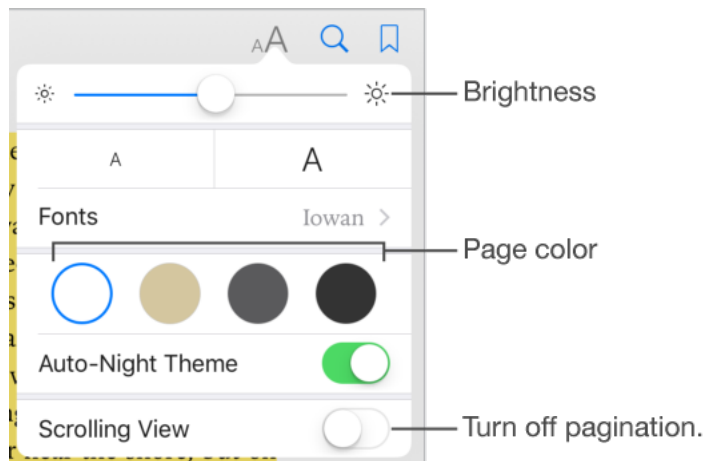 AA
Brightness
A A
Fonts Iowan >
Page color
Auto-Night Theme
Scrolling View
Turn off pagination.